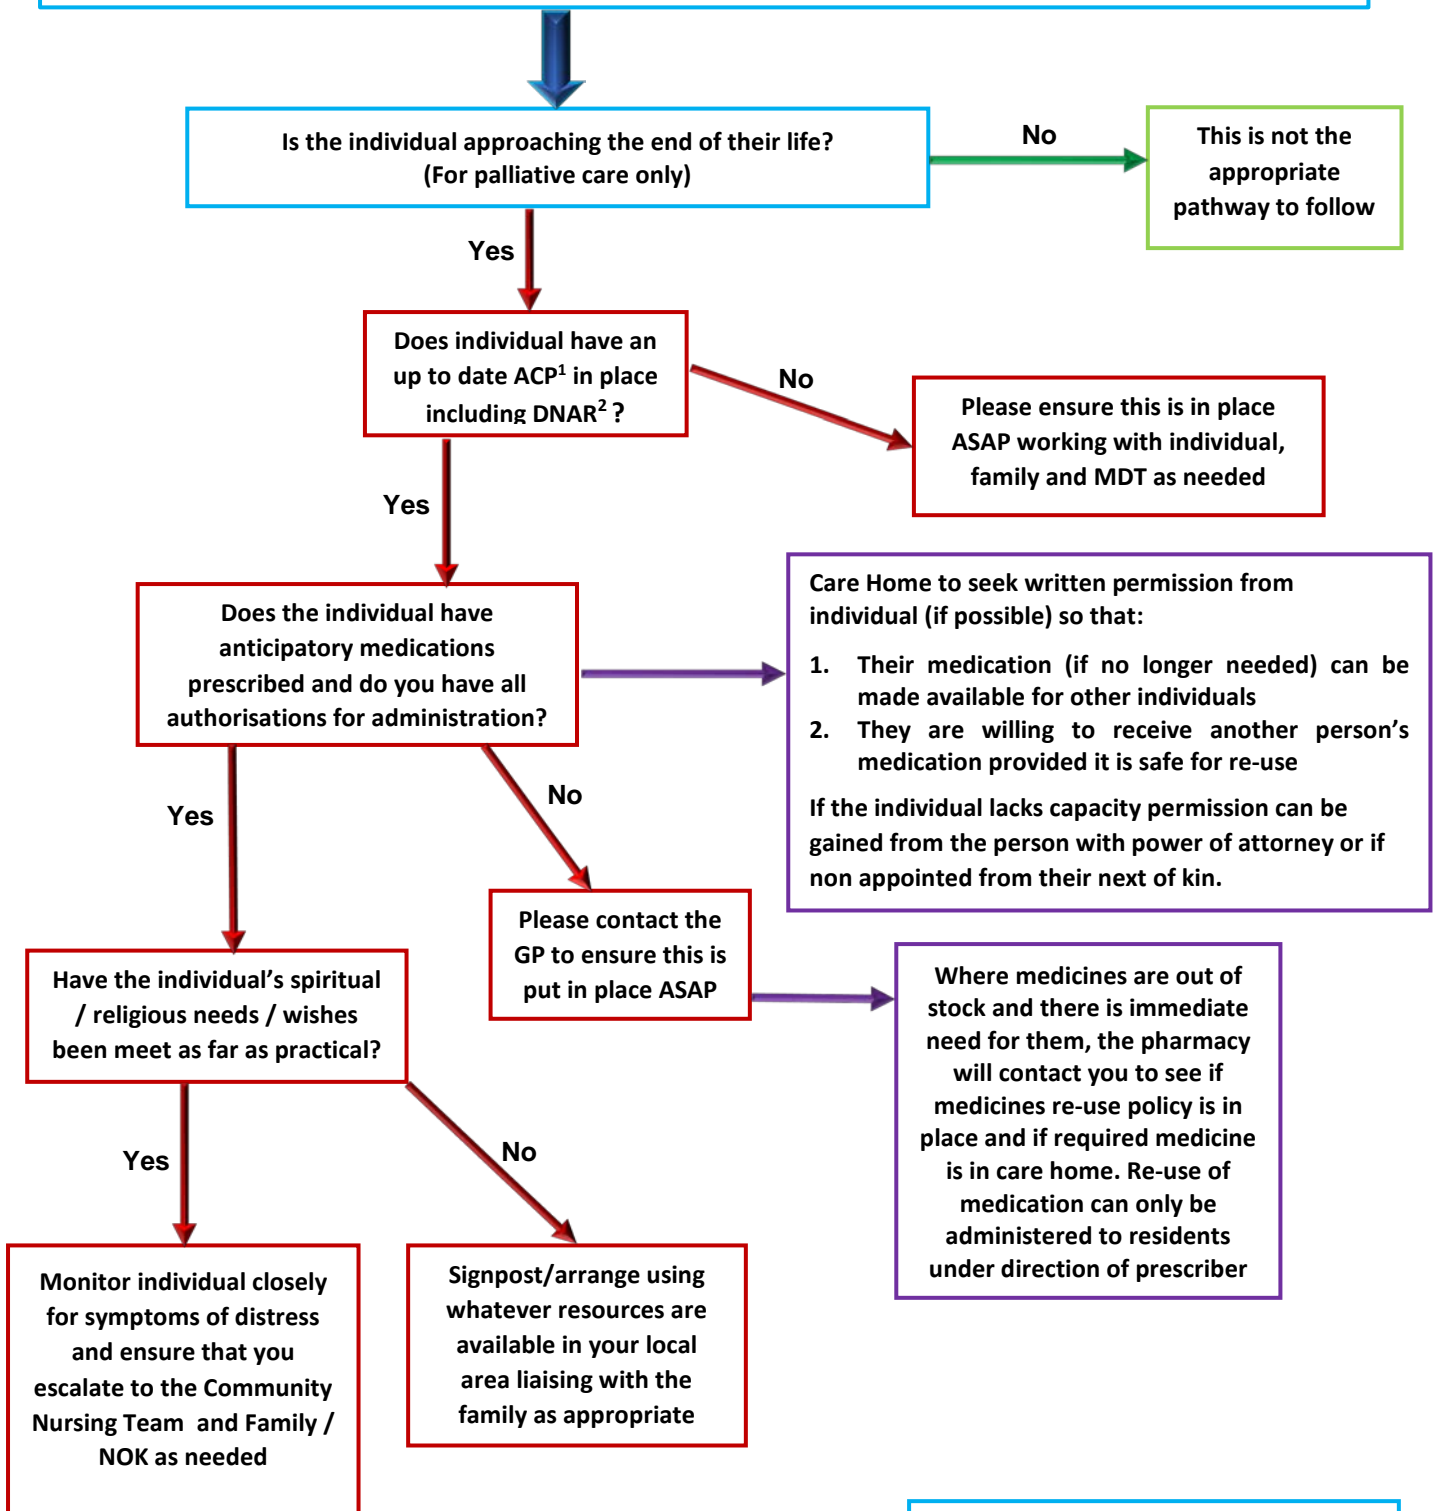 Is the individual approaching the end of their life?
(For palliative care only)
No
This is not the
appropriate
pathway to follow
Yes
Does individual have an
up to date ACP¹ in place
including DNAR² ?
No
Please ensure this is in place
ASAP working with individual,
family and MDT as needed
Yes
Does the individual have
anticipatory medications
prescribed and do you have all
authorisations for administration?
Care Home to seek written permission from
individual (if possible) so that:
1. Their medication (if no longer needed) can be
made available for other individuals
2. They are willing to receive another person's
medication provided it is safe for re-use
If the individual lacks capacity permission can be
gained from the person with power of attorney or if
non appointed from their next of kin.
Yes
No
Please contact the
GP to ensure this is
put in place ASAP
Where medicines are out of
stock and there is immediate
need for them, the pharmacy
will contact you to see if
medicines re-use policy is in
place and if required medicine
is in care home. Re-use of
medication can only be
administered to residents
under direction of prescriber
Have the individual's spiritual
/ religious needs / wishes
been meet as far as practical?
Yes
No
Monitor individual closely
for symptoms of distress
and ensure that you
escalate to the Community
Nursing Team and Family /
NOK as needed
Signpost/arrange using
whatever resources are
available in your local
area liaising with the
family as appropriate